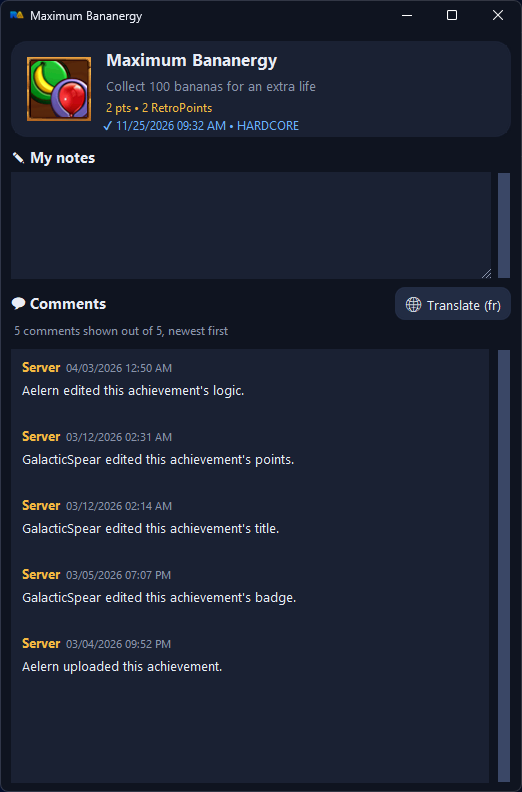 Maximum Bananergy
Maximum Bananergy
Collect 100 bananas for an extra life
2 pts • 2 RetroPoints
✓ 11/25/2026 09:32 AM • HARDCORE
My notes
Comments
Translate (fr)
5 comments shown out of 5, newest first
Server 04/03/2026 12:50 AM
Aelern edited this achievement's logic.
Server 03/12/2026 02:31 AM
GalacticSpear edited this achievement's points.
Server 03/12/2026 02:14 AM
GalacticSpear edited this achievement's title.
Server 03/05/2026 07:07 PM
GalacticSpear edited this achievement's badge.
Server 03/04/2026 09:52 PM
Aelern uploaded this achievement.